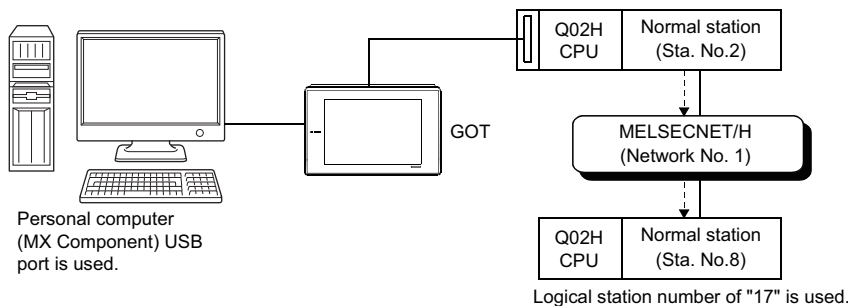 Q02H
CPU
Normal station
(Sta. No.2)
GOT
MELSECNET/H
(Network No. 1)
Personal computer
(MX Component) USB
port is used.
Q02H
CPU
Normal station
(Sta. No.8)
Logical station number of "17" is used.